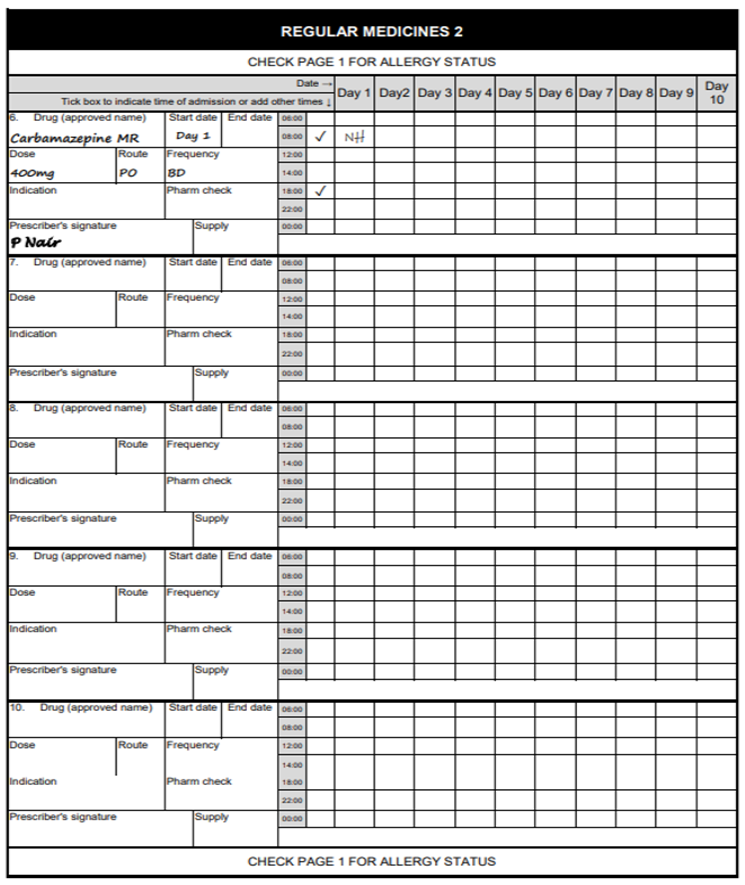 REGULAR MEDICINES 2
CHECK PAGE 1 FOR ALLERGY STATUS
Date → Day 1 Day2 Day 3 Day 4 Day 5 Day 6 Day 7 Day 8 Day 9 Day 10
Tick box to indicate time of admission or add other times ↓
6. Drug (approved name) Start date End date 06:00
Carbamazepine MR Day 1 08:00 ✓ NH
Dose Route Frequency 12:00
400mg PO BD 14:00
Indication Pharm check 18:00 ✓
22:00
Prescriber's signature Supply 00:00
P Nair
7. Drug (approved name) Start date End date 06:00
08:00
Dose Route Frequency 12:00
14:00
Indication Pharm check 18:00
22:00
Prescriber's signature Supply 00:00
8. Drug (approved name) Start date End date 06:00
08:00
Dose Route Frequency 12:00
14:00
Indication Pharm check 18:00
22:00
Prescriber's signature Supply 00:00
9. Drug (approved name) Start date End date 06:00
08:00
Dose Route Frequency 12:00
14:00
Indication Pharm check 18:00
22:00
Prescriber's signature Supply 00:00
10. Drug (approved name) Start date End date 06:00
08:00
Dose Route Frequency 12:00
14:00
Indication Pharm check 18:00
22:00
Prescriber's signature Supply 00:00
CHECK PAGE 1 FOR ALLERGY STATUS